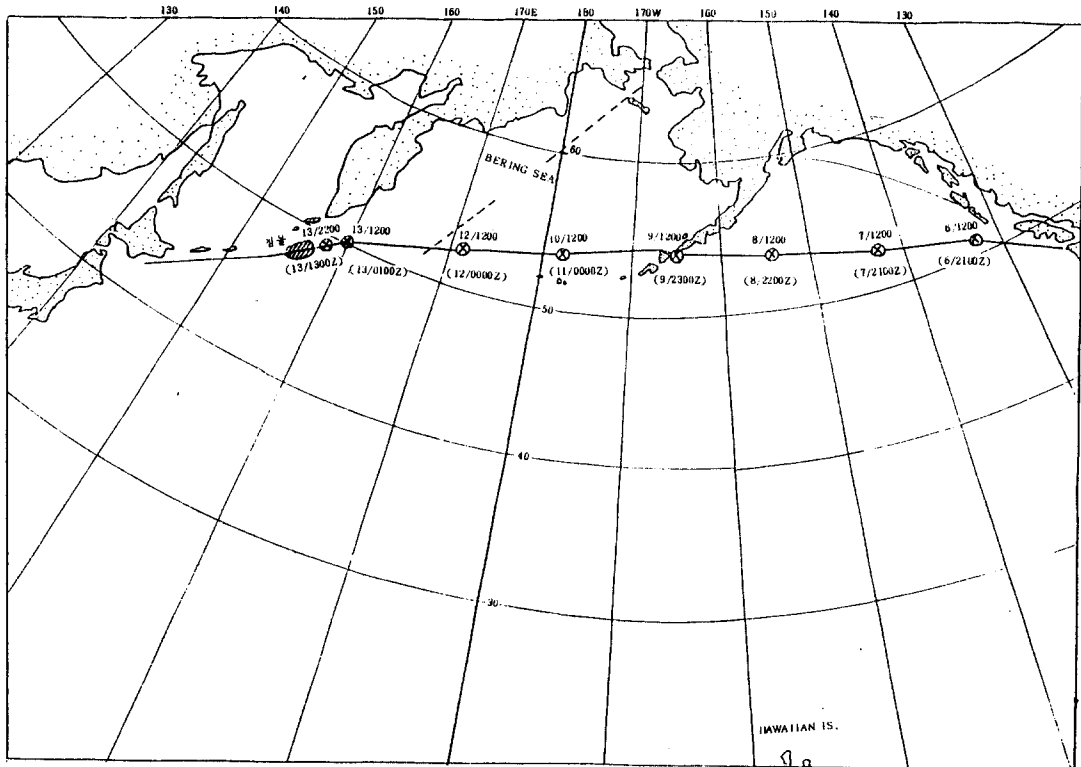 130 140 150 160 170E 180 170W 160 150 140 130
60
BERING SEA
13/2200 13/1200 12/1200 10/1200 9/1200 8/1200 7/1200 6/1200
(13/1300Z) (13/0100Z) (12/0000Z) (11/0000Z) (9/2300Z) (8/2200Z) (7/2100Z) (6/2100Z)
50
40
30
HAWAIIAN IS.